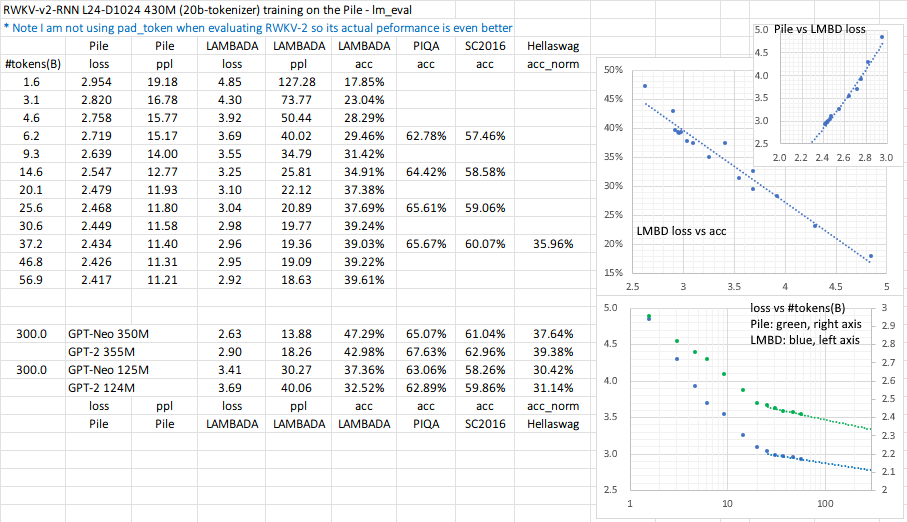 RWKV-v2-RNN L24-D1024 430M (20b-tokenizer) training on the Pile - lm_eval
* Note I am not using pad_token when evaluating RWKV-2 so its actual peformance is even better
Pile Pile LAMBADA LAMBADA LAMBADA PIQA SC2016 Hellaswag
#tokens(B) loss ppl loss ppl acc acc acc acc_norm
1.6 2.954 19.18 4.85 127.28 17.85%
3.1 2.820 16.78 4.30 73.77 23.04%
4.6 2.758 15.77 3.92 50.44 28.29%
6.2 2.719 15.17 3.69 40.02 29.46% 62.78% 57.46%
9.3 2.639 14.00 3.55 34.79 31.42%
14.6 2.547 12.77 3.25 25.81 34.91% 64.42% 58.58%
20.1 2.479 11.93 3.10 22.12 37.38%
25.6 2.468 11.80 3.04 20.89 37.69% 65.61% 59.06%
30.6 2.449 11.58 2.98 19.77 39.24%
37.2 2.434 11.40 2.96 19.36 39.03% 65.67% 60.07% 35.96%
46.8 2.426 11.31 2.95 19.09 39.22%
56.9 2.417 11.21 2.92 18.63 39.61%
300.0 GPT-Neo 350M 2.63 13.88 47.29% 65.07% 61.04% 37.64%
GPT-2 355M 2.90 18.26 42.98% 67.63% 62.96% 39.38%
300.0 GPT-Neo 125M 3.41 30.27 37.36% 63.06% 58.26% 30.42%
GPT-2 124M 3.69 40.06 32.52% 62.89% 59.86% 31.14%
loss ppl loss ppl acc acc acc acc_norm
Pile Pile LAMBADA LAMBADA LAMBADA PIQA SC2016 Hellaswag
Pile vs LMBD loss
5.0
4.5
4.0
3.5
3.0
2.5
2.0 2.2 2.4 2.6 2.8 3.0
50%
45%
40%
35%
30%
25%
20%
15%
LMBD loss vs acc
2.5 3 3.5 4 4.5 5
loss vs #tokens(B)
Pile: green, right axis
LMBD: blue, left axis
5.0
4.5
4.0
3.5
3.0
2.5
3
2.9
2.8
2.7
2.6
2.5
2.4
2.3
2.2
2.1
2
1 10 100